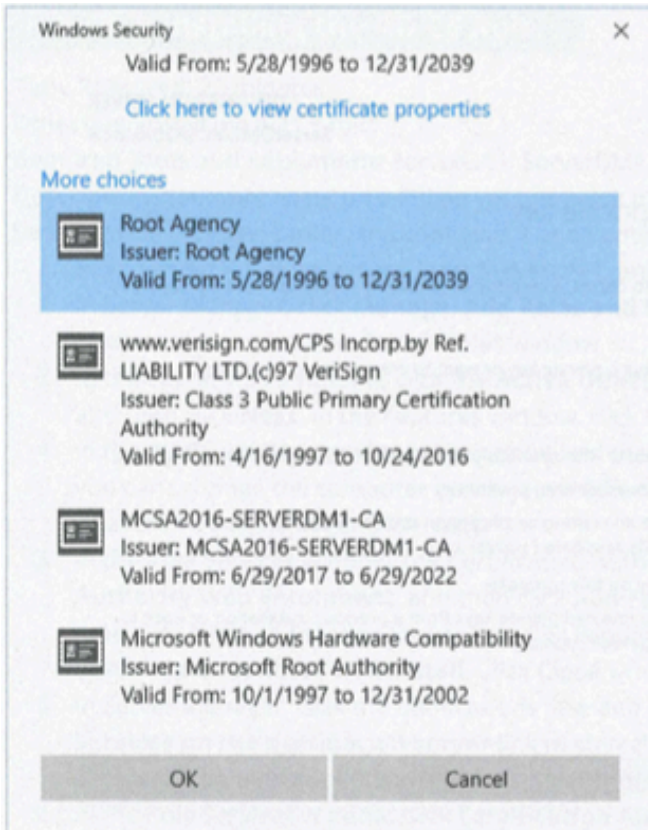 Windows Security
Valid From: 5/28/1996 to 12/31/2039
Click here to view certificate properties
More choices
Root Agency
Issuer: Root Agency
Valid From: 5/28/1996 to 12/31/2039
www.verisign.com/CPS Incorp.by Ref.
LIABILITY LTD.(c)97 VeriSign
Issuer: Class 3 Public Primary Certification
Authority
Valid From: 4/16/1997 to 10/24/2016
MCSA2016-SERVERDM1-CA
Issuer: MCSA2016-SERVERDM1-CA
Valid From: 6/29/2017 to 6/29/2022
Microsoft Windows Hardware Compatibility
Issuer: Microsoft Root Authority
Valid From: 10/1/1997 to 12/31/2002
OK
Cancel